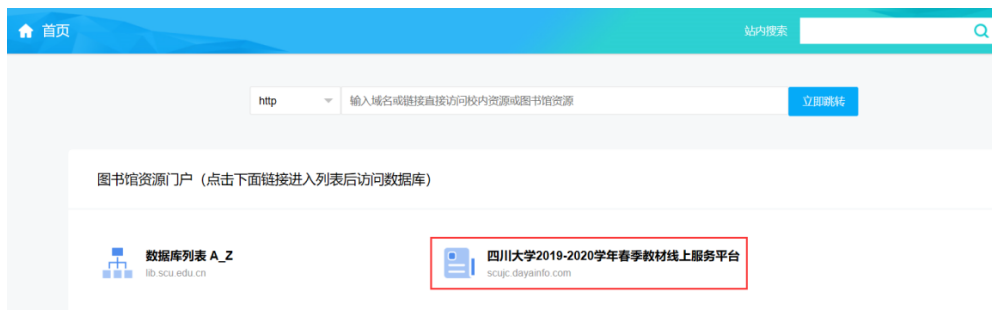 首页
站内搜索
http
输入域名或链接直接访问校内资源或图书馆资源
立即跳转
图书馆资源门户（点击下面链接进入列表后访问数据库）
数据库列表 A_Z
lib.scu.edu.cn
四川大学2019-2020学年春季教材线上服务平台
scujc.dayainfo.com